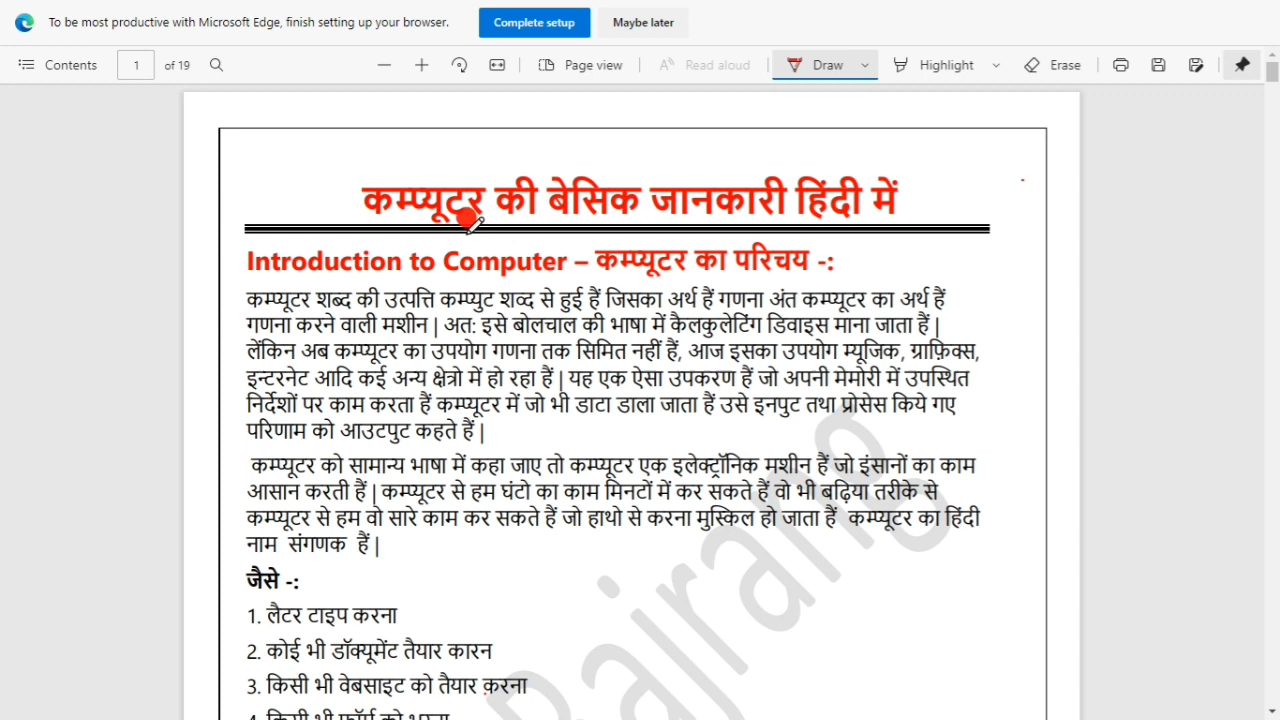 To be most productive with Microsoft Edge, finish setting up your browser. Complete setup Maybe later
Contents 1 of 19 Page view Read aloud Draw Highlight Erase
कम्प्यूटर की बेसिक जानकारी हिंदी में
Introduction to Computer – कम्प्यूटर का परिचय -:
कम्प्यूटर शब्द की उत्पत्ति कम्प्युट शव्द से हुई हैं जिसका अर्थ हैं गणना अंत कम्प्यूटर का अर्थ हैं
गणना करने वाली मशीन | अत: इसे बोलचाल की भाषा में कैलकुलेटिंग डिवाइस माना जाता हैं |
लेंकिन अब कम्प्यूटर का उपयोग गणना तक सिमित नहीं हैं, आज इसका उपयोग म्यूजिक, ग्राफ़िक्स,
इन्टरनेट आदि कई अन्य क्षेत्रो में हो रहा हैं | यह एक ऐसा उपकरण हैं जो अपनी मेमोरी में उपस्थित
निर्देशों पर काम करता हैं कम्प्यूटर में जो भी डाटा डाला जाता हैं उसे इनपुट तथा प्रोसेस किये गए
परिणाम को आउटपुट कहते हैं |
कम्प्यूटर को सामान्य भाषा में कहा जाए तो कम्प्यूटर एक इलेक्ट्रॉनिक मशीन हैं जो इंसानों का काम
आसान करती हैं | कम्प्यूटर से हम घंटो का काम मिनटों में कर सकते हैं वो भी बढ़िया तरीके से
कम्प्यूटर से हम वो सारे काम कर सकते हैं जो हाथो से करना मुस्किल हो जाता हैं कम्प्यूटर का हिंदी
नाम संगणक हैं |
जैसे -:
1. लैटर टाइप करना
2. कोई भी डॉक्यूमेंट तैयार कारन
3. किसी भी वेबसाइट को तैयार करना
Bajrang